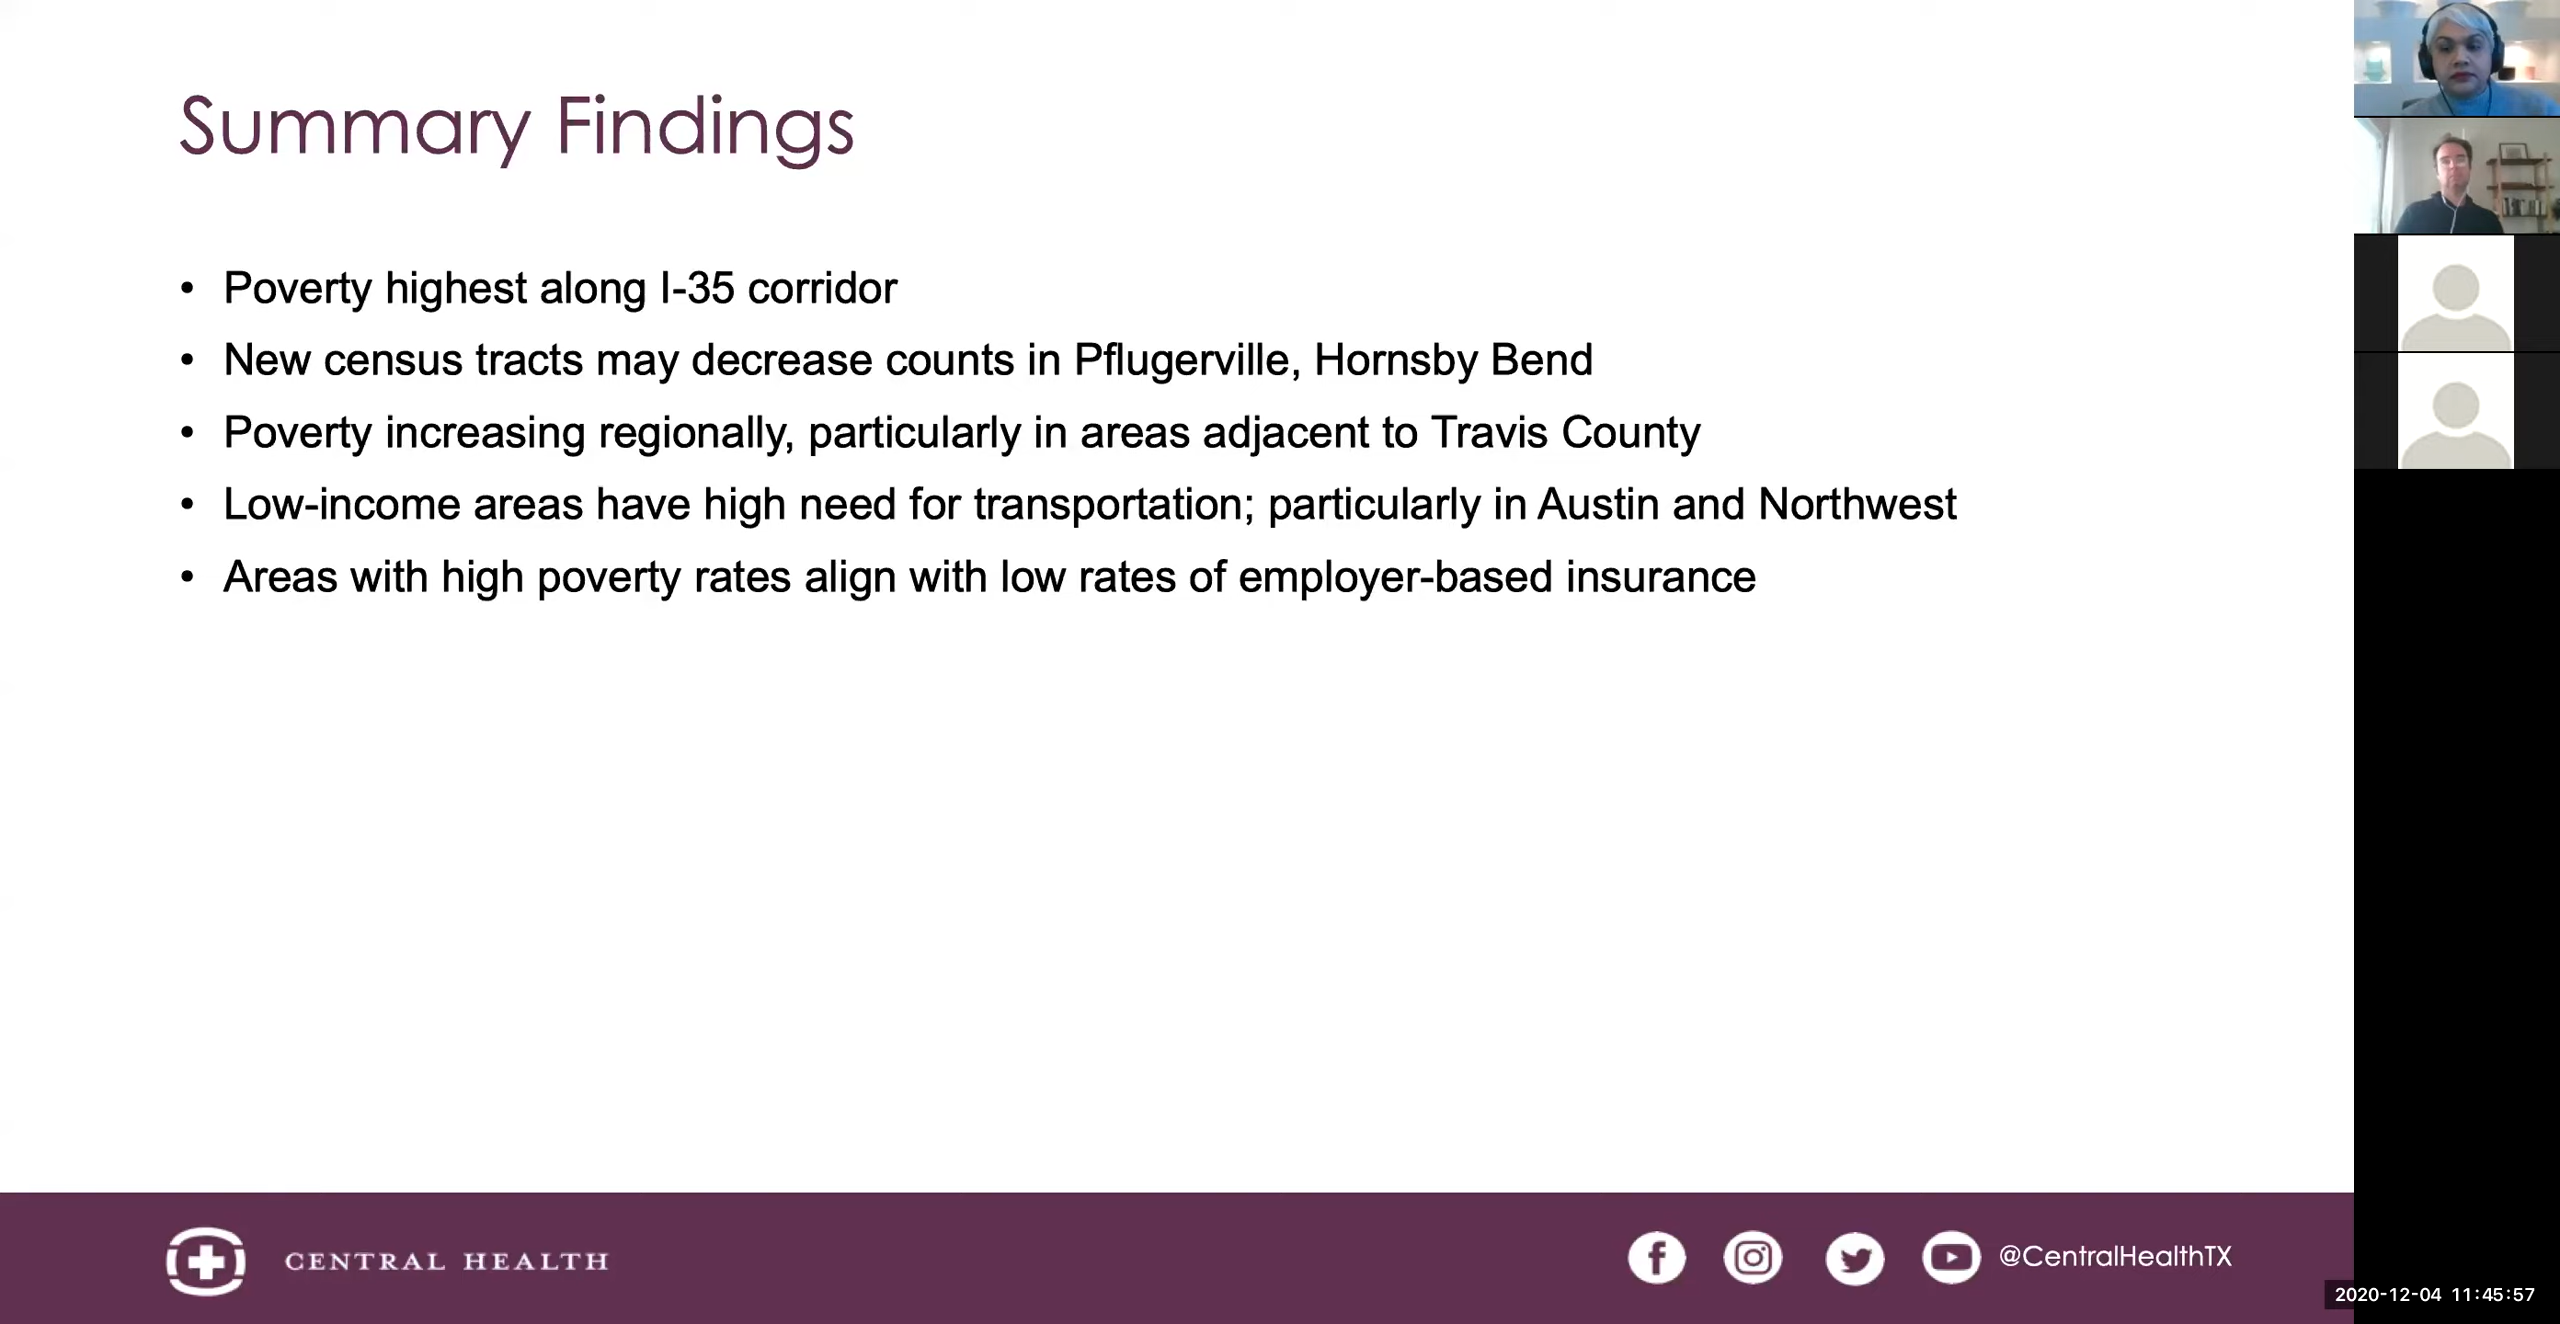 Summary Findings
• Poverty highest along I-35 corridor
• New census tracts may decrease counts in Pflugerville, Hornsby Bend
• Poverty increasing regionally, particularly in areas adjacent to Travis County
• Low-income areas have high need for transportation; particularly in Austin and Northwest
• Areas with high poverty rates align with low rates of employer-based insurance
CENTRAL HEALTH
@CentralHealthTX
2020-12-04 11:45:57